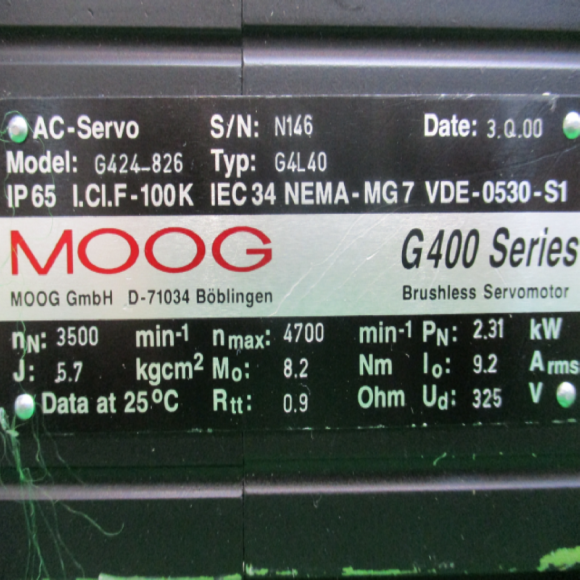 AC-Servo S/N: N146 Date: 3.Q.00
Model: G424-826 Typ: G4L40
IP65 I.Cl.F-100K IEC34 NEMA-MG7 VDE-0530-S1
MOOG G400 Series
MOOG GmbH D-71034 Böblingen Brushless Servomotor
nN: 3500 min-1 nmax: 4700 min-1 PN: 2.31 kW
J: 5.7 kgcm2 Mo: 8.2 Nm Io: 9.2 Arms
Data at 25°C Rtt: 0.9 Ohm Ud: 325 V